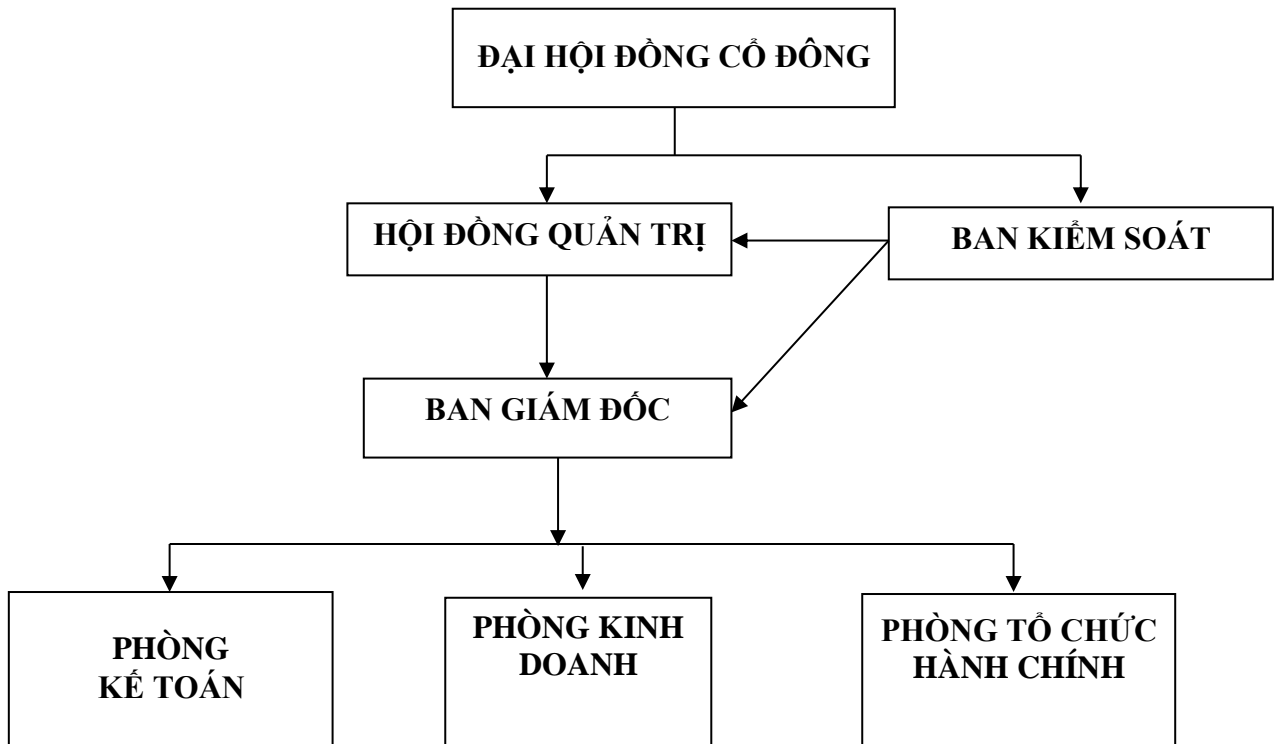 ĐẠI HỘI ĐỒNG CỔ ĐÔNG
HỘI ĐỒNG QUẢN TRỊ
BAN KIỂM SOÁT
BAN GIÁM ĐỐC
PHÒNG
KẾ TOÁN
PHÒNG KINH
DOANH
PHÒNG TỔ CHỨC
HÀNH CHÍNH